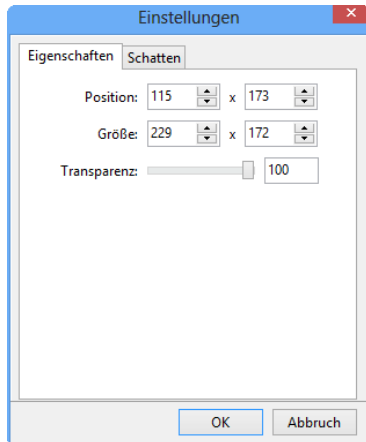 Einstellungen
Eigenschaften Schatten
Position: 115 x 173
Größe: 229 x 172
Transparenz: 100
OK Abbruch